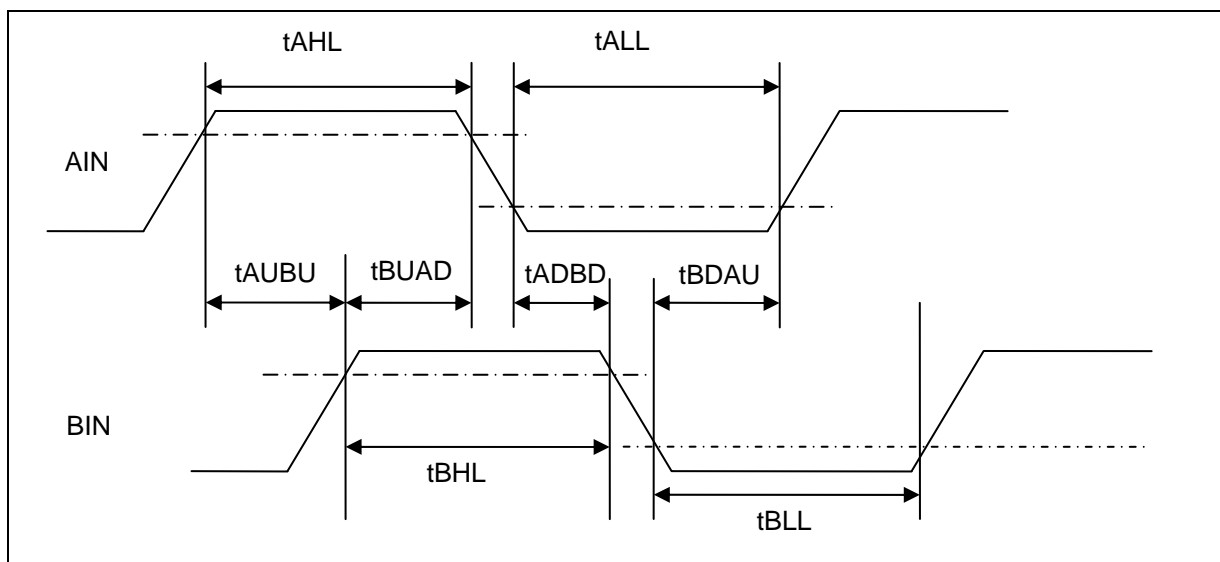 tAHL
tALL
AIN
tAUBU
tBUAD
tADBD
tBDAU
BIN
tBHL
tBLL